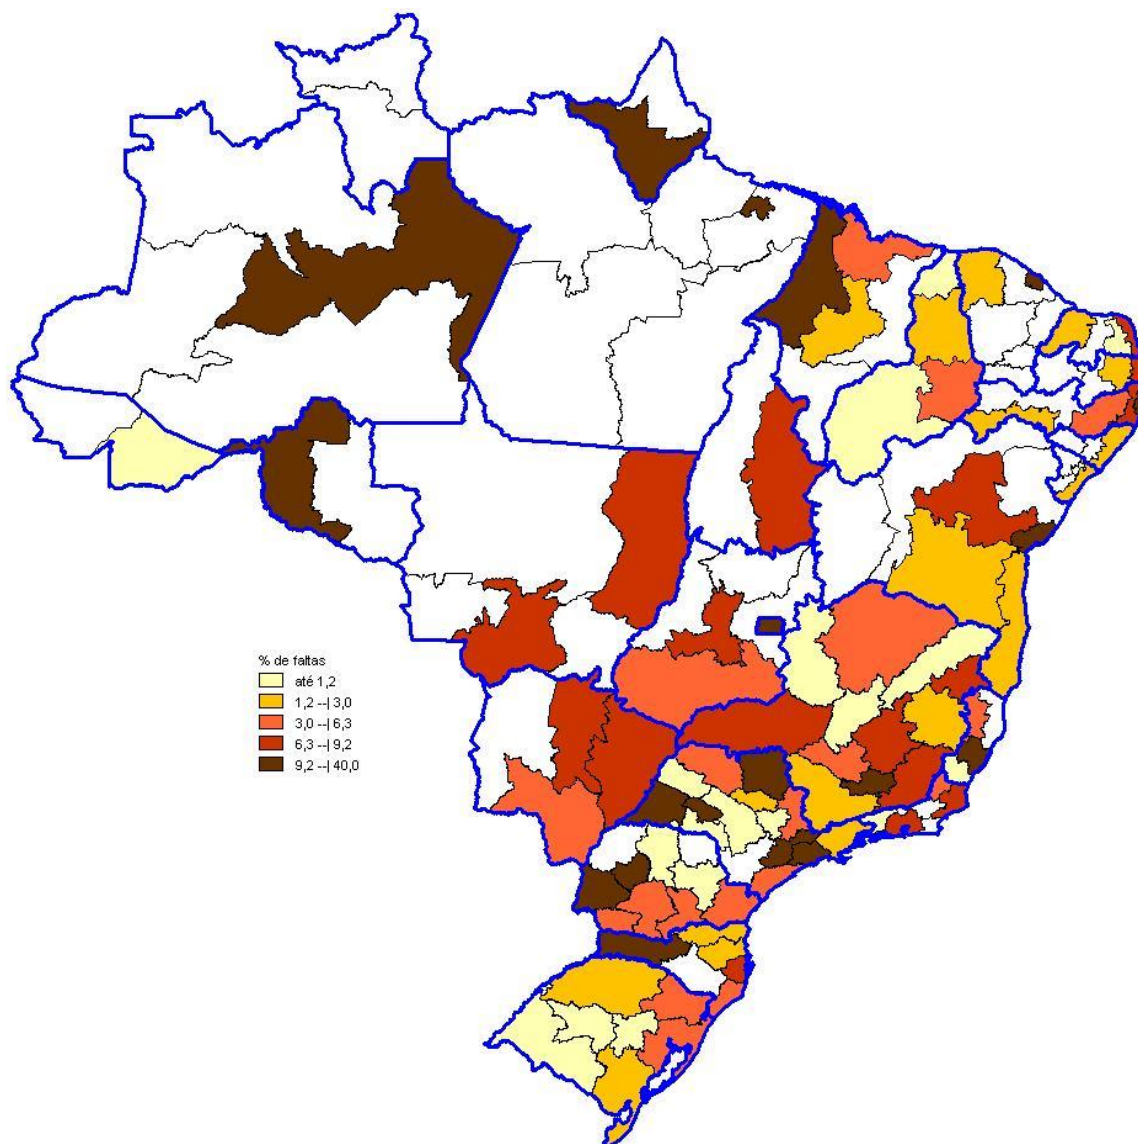 % de faltas
até 1,2
1,2 --| 3,0
3,0 --| 6,3
6,3 --| 9,2
9,2 --| 40,0